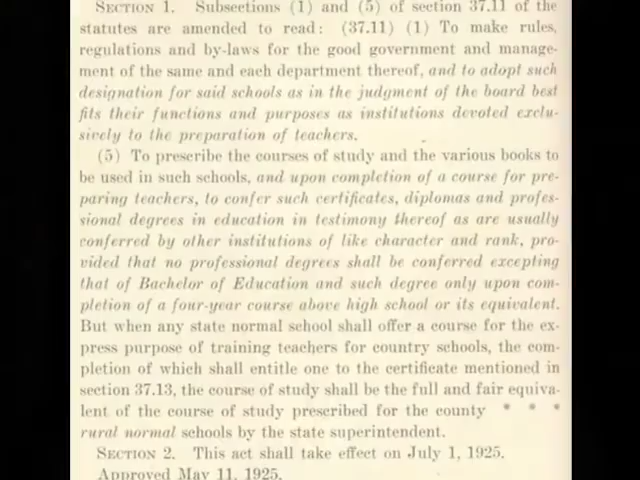 SECTION 1. Subsections (1) and (5) of section 37.11 of the
statutes are amended to read: (37.11) (1) To make rules,
regulations and by-laws for the good government and manage-
ment of the same and each department thereof, and to adopt such
designation for said schools as in the judgment of the board best
fits their functions and purposes as institutions devoted exclu-
sively to the preparation of teachers.
(5) To prescribe the courses of study and the various books to
be used in such schools, and upon completion of a course for pre-
paring teachers, to confer such certificates, diplomas and profes-
sional degrees in education in testimony thereof as are usually
conferred by other institutions of like character and rank, pro-
vided that no professional degrees shall be conferred excepting
that of Bachelor of Education and such degree only upon com-
pletion of a four-year course above high school or its equivalent.
But when any state normal school shall offer a course for the ex-
press purpose of training teachers for country schools, the com-
pletion of which shall entitle one to the certificate mentioned in
section 37.13, the course of study shall be the full and fair equiva-
lent of the course of study prescribed for the county * * *
rural normal schools by the state superintendent.
SECTION 2. This act shall take effect on July 1, 1925.
Approved May 11, 1925.